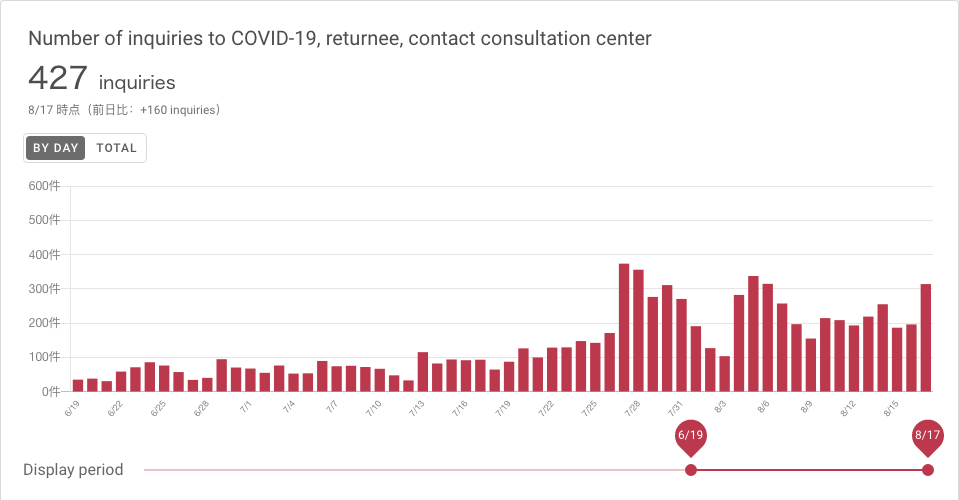 Number of inquiries to COVID-19, returnee, contact consultation center
427 inquiries
8/17 時点（前日比：+160 inquiries）
BY DAY TOTAL
600件
500件
400件
300件
200件
100件
0件
6/19 6/22 6/25 6/28 7/1 7/4 7/7 7/10 7/13 7/16 7/19 7/22 7/25 7/28 7/31 8/3 8/6 8/9 8/12 8/15
6/19 8/17
Display period